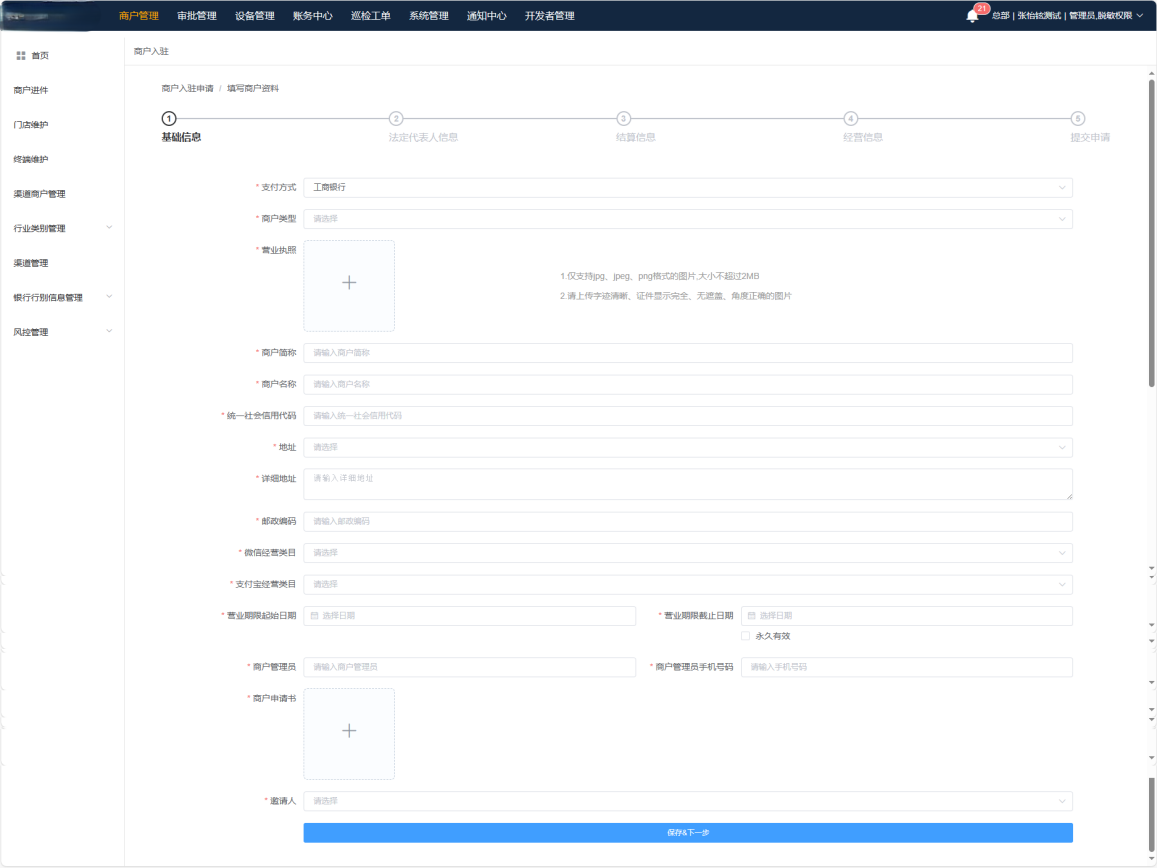 商户管理 审批管理 设备管理 账务中心 巡检工单 系统管理 通知中心 开发者管理 21 总部 | 张怡铉测试 | 管理员,脱敏权限
首页
商户进件
门店维护
终端维护
渠道商户管理
行业类别管理
渠道管理
银行行别信息管理
风控管理
商户入驻
商户入驻申请 / 填写商户资料
1 2 3 4 5
基础信息 法定代表人信息 结算信息 经营信息 提交申请
* 支付方式 工商银行
* 商户类型 请选择
* 营业执照
1.仅支持jpg、jpeg、png格式的图片,大小不超过2MB
2.请上传字迹清晰、证件显示完全、无遮盖、角度正确的图片
* 商户简称 请输入商户简称
* 商户名称 请输入商户名称
* 统一社会信用代码 请输入统一社会信用代码
* 地址 请选择
* 详细地址 请输入详细地址
* 邮政编码 请输入邮政编码
* 微信经营类目 请选择
* 支付宝经营类目 请选择
* 营业期限起始日期 选择日期 * 营业期限截止日期 选择日期
永久有效
* 商户管理员 请输入商户管理员 * 商户管理员手机号码 请输入手机号码
* 商户申请书
* 邀请人 请选择
保存&下一步